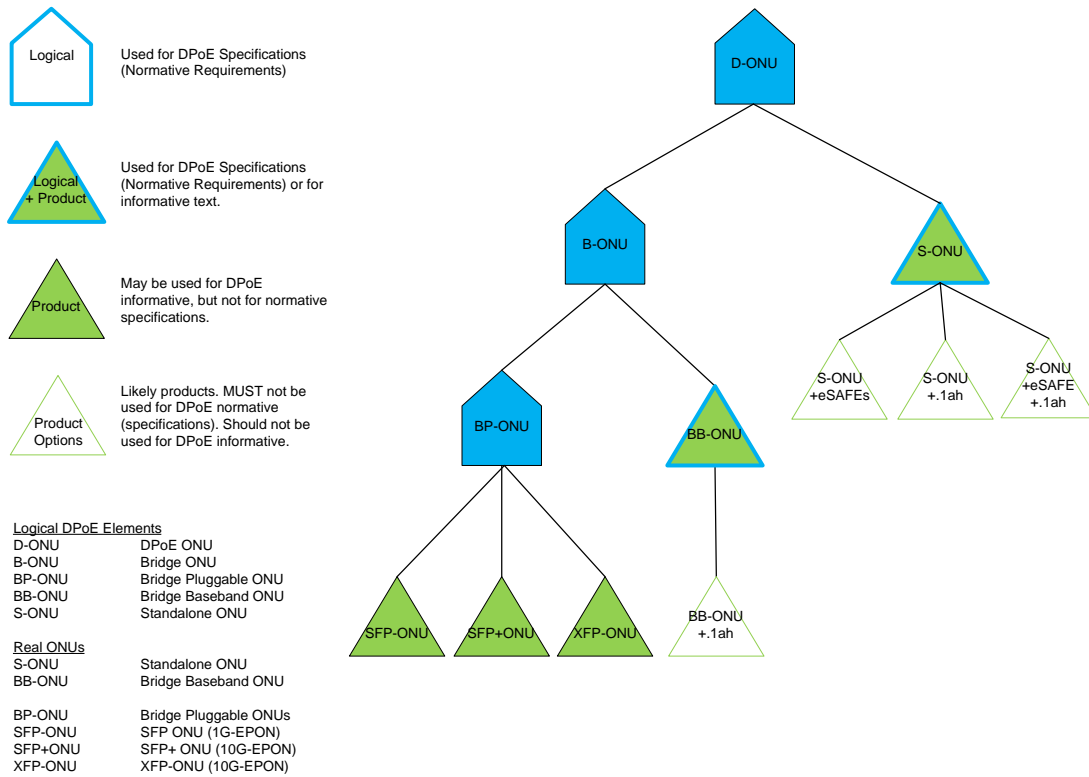 Logical
Used for DPoE Specifications
(Normative Requirements)
Logical
+ Product
Used for DPoE Specifications
(Normative Requirements) or for
informative text.
Product
May be used for DPoE
informative, but not for normative
specifications.
Product
Options
Likely products. MUST not be
used for DPoE normative
(specifications). Should not be
used for DPoE informative.
D-ONU
B-ONU
S-ONU
S-ONU
+eSAFEs
S-ONU
+.1ah
S-ONU
+eSAFE
+.1ah
BP-ONU
BB-ONU
SFP-ONU
SFP+ONU
XFP-ONU
BB-ONU
+.1ah
Logical DPoE Elements
D-ONU DPoE ONU
B-ONU Bridge ONU
BP-ONU Bridge Pluggable ONU
BB-ONU Bridge Baseband ONU
S-ONU Standalone ONU
Real ONUs
S-ONU Standalone ONU
BB-ONU Bridge Baseband ONU
BP-ONU Bridge Pluggable ONUs
SFP-ONU SFP ONU (1G-EPON)
SFP+ONU SFP+ ONU (10G-EPON)
XFP-ONU XFP-ONU (10G-EPON)